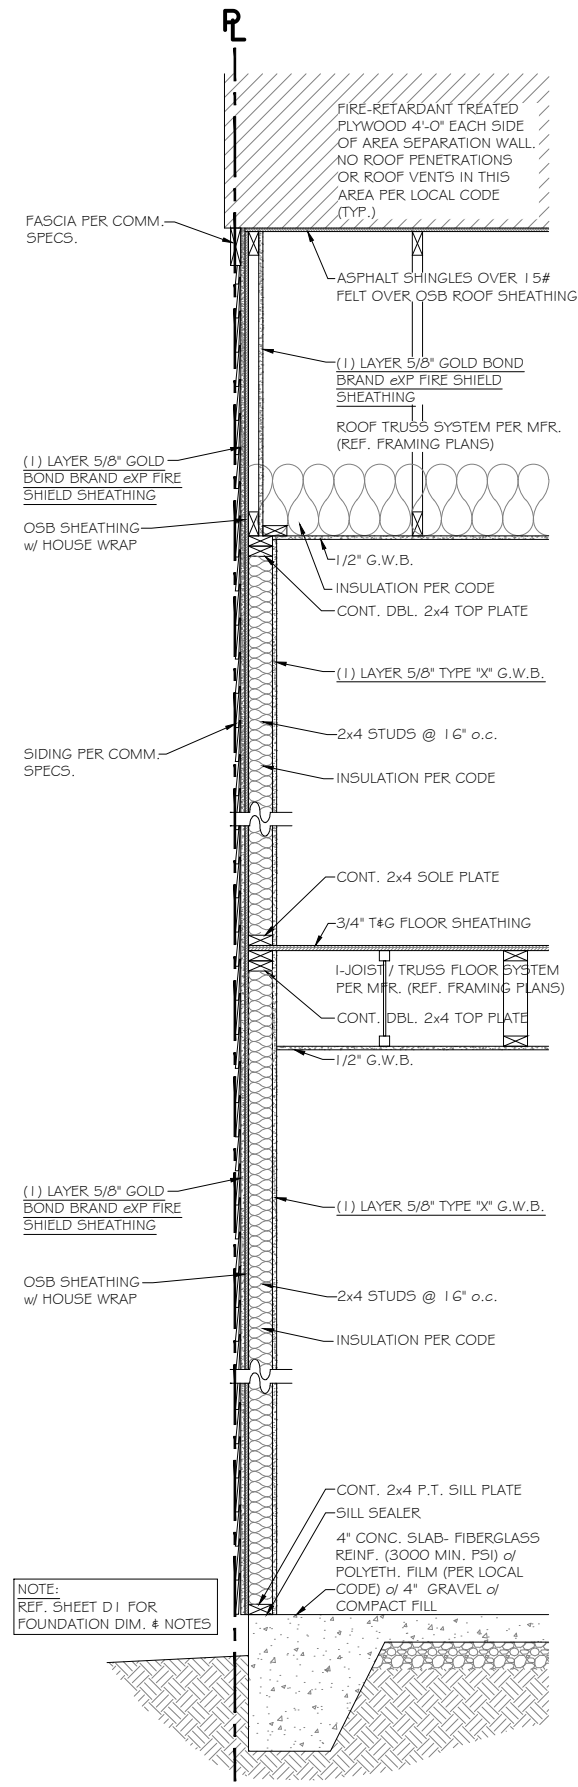 PL
FIRE-RETARDANT TREATED
PLYWOOD 4'-0" EACH SIDE
OF AREA SEPARATION WALL.
NO ROOF PENETRATIONS
OR ROOF VENTS IN THIS
AREA PER LOCAL CODE
(TYP.)
FASCIA PER COMM.
SPECS.
ASPHALT SHINGLES OVER 15#
FELT OVER OSB ROOF SHEATHING
(1) LAYER 5/8" GOLD BOND
BRAND eXP FIRE SHIELD
SHEATHING
ROOF TRUSS SYSTEM PER MFR.
(REF. FRAMING PLANS)
(1) LAYER 5/8" GOLD
BOND BRAND eXP FIRE
SHIELD SHEATHING
OSB SHEATHING
w/ HOUSE WRAP
1/2" G.W.B.
INSULATION PER CODE
CONT. DBL. 2x4 TOP PLATE
(1) LAYER 5/8" TYPE "X" G.W.B.
2x4 STUDS @ 16" o.c.
SIDING PER COMM.
SPECS.
INSULATION PER CODE
CONT. 2x4 SOLE PLATE
3/4" T&G FLOOR SHEATHING
I-JOIST / TRUSS FLOOR SYSTEM
PER MFR. (REF. FRAMING PLANS)
CONT. DBL. 2x4 TOP PLATE
1/2" G.W.B.
(1) LAYER 5/8" GOLD
BOND BRAND eXP FIRE
SHIELD SHEATHING
(1) LAYER 5/8" TYPE "X" G.W.B.
OSB SHEATHING
w/ HOUSE WRAP
2x4 STUDS @ 16" o.c.
INSULATION PER CODE
CONT. 2x4 P.T. SILL PLATE
SILL SEALER
4" CONC. SLAB- FIBERGLASS
REINF. (3000 MIN. PSI) o/
POLYETH. FILM (PER LOCAL
CODE) o/ 4" GRAVEL o/
COMPACT FILL
NOTE:
REF. SHEET D1 FOR
FOUNDATION DIM. & NOTES